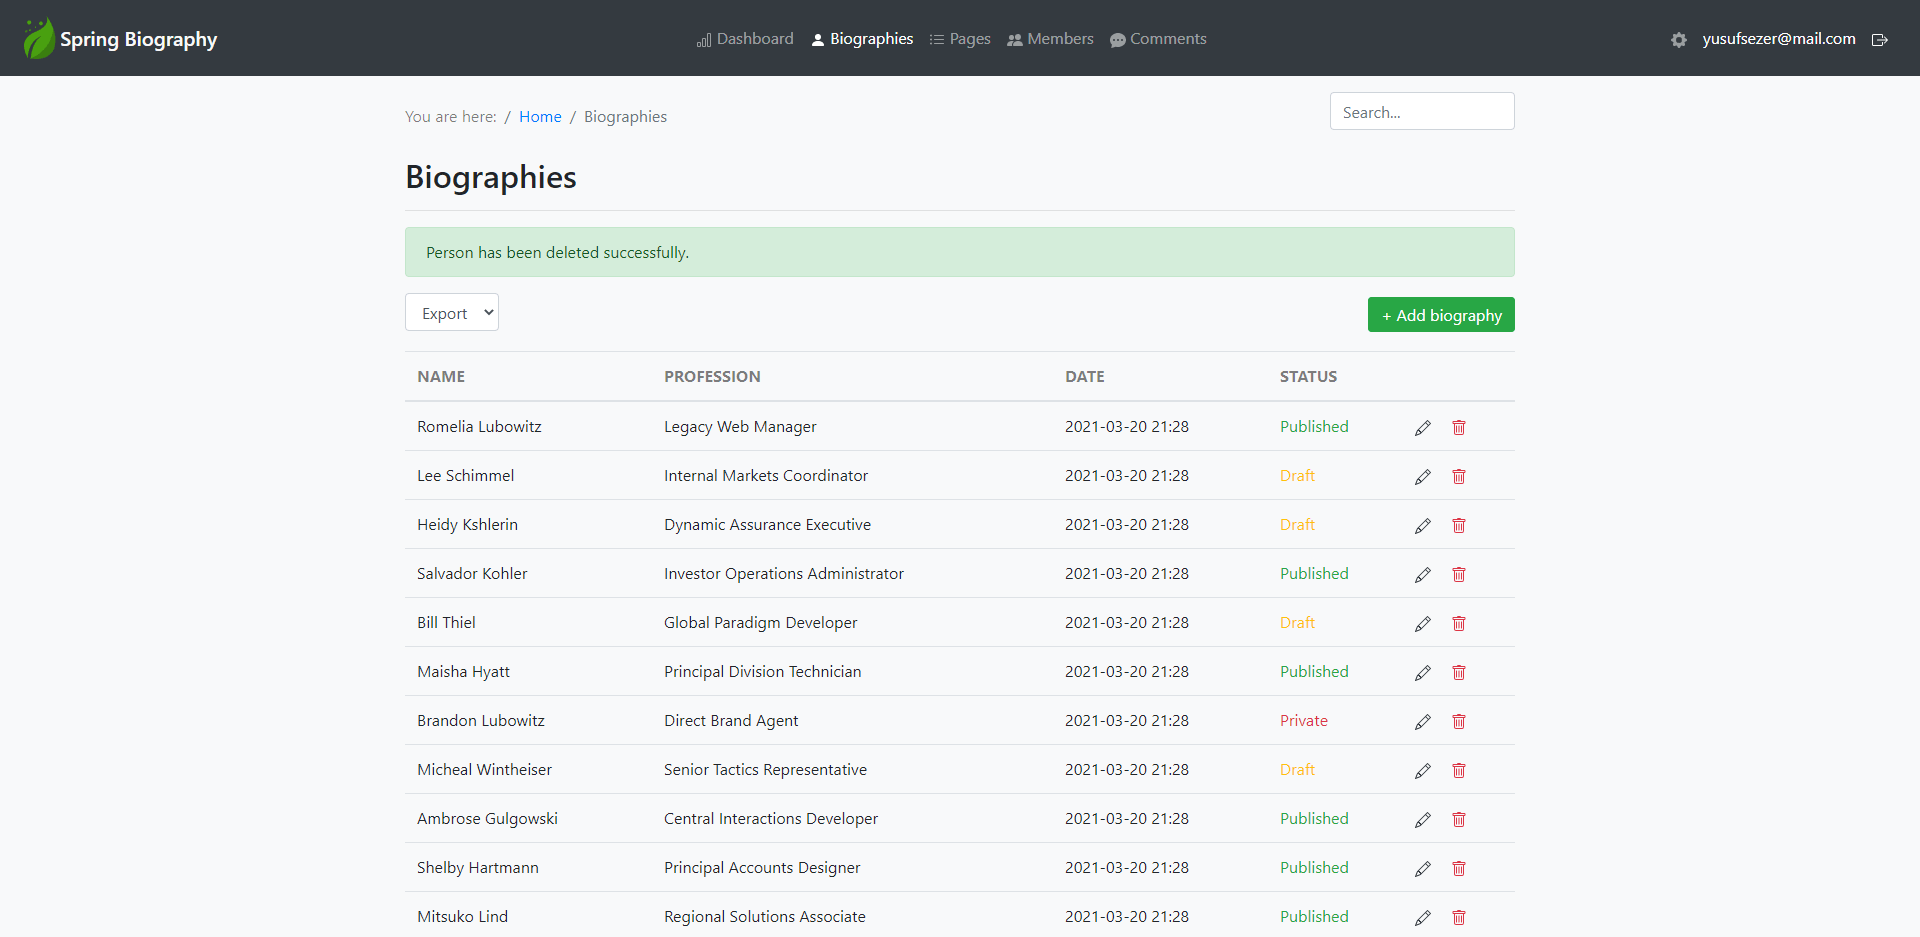 Spring Biography Dashboard Biographies Pages Members Comments yusufsezer@mail.com
You are here: / Home / Biographies Search...
Biographies
Person has been deleted successfully.
Export + Add biography
NAME PROFESSION DATE STATUS
Romelia Lubowitz Legacy Web Manager 2021-03-20 21:28 Published
Lee Schimmel Internal Markets Coordinator 2021-03-20 21:28 Draft
Heidy Kshlerin Dynamic Assurance Executive 2021-03-20 21:28 Draft
Salvador Kohler Investor Operations Administrator 2021-03-20 21:28 Published
Bill Thiel Global Paradigm Developer 2021-03-20 21:28 Draft
Maisha Hyatt Principal Division Technician 2021-03-20 21:28 Published
Brandon Lubowitz Direct Brand Agent 2021-03-20 21:28 Private
Micheal Wintheiser Senior Tactics Representative 2021-03-20 21:28 Draft
Ambrose Gulgowski Central Interactions Developer 2021-03-20 21:28 Published
Shelby Hartmann Principal Accounts Designer 2021-03-20 21:28 Published
Mitsuko Lind Regional Solutions Associate 2021-03-20 21:28 Published